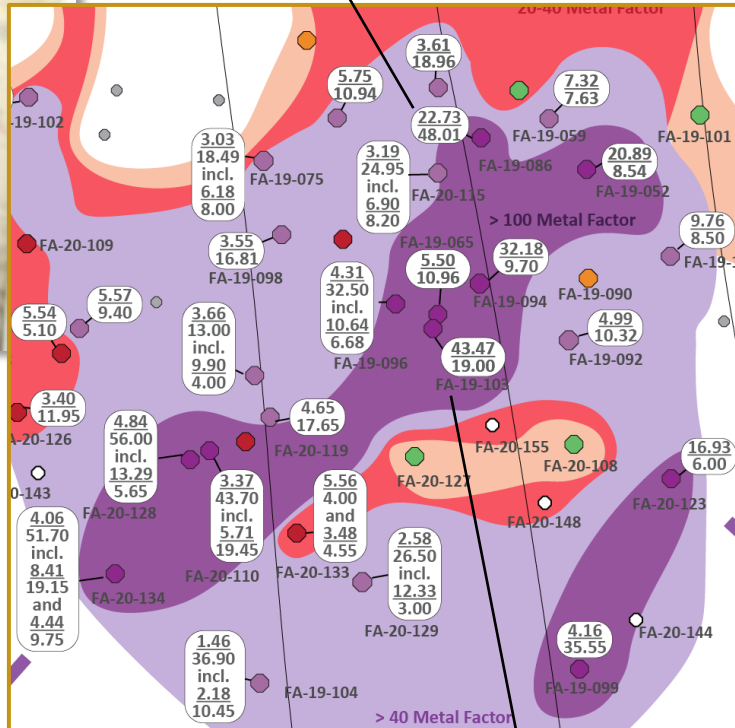 20-40 Metal Factor
3.61
18.96
5.75
10.94
7.32
7.63
-19-102
22.73
48.01
FA-19-059
FA-19-101
3.03
18.49
incl.
6.18
8.00
FA-19-075
3.19
24.95
incl.
6.90
8.20
FA-20-115
FA-19-086
20.89
8.54
FA-19-052
> 100 Metal Factor
FA-20-109
3.55
16.81
FA-19-098
FA-19-065
5.50
10.96
32.18
9.70
FA-19-094
9.76
8.50
FA-19-
4.31
32.50
incl.
10.64
6.68
FA-19-096
FA-19-090
5.54
5.10
5.57
9.40
4.99
10.32
FA-19-092
3.66
13.00
incl.
9.90
4.00
43.47
19.00
FA-19-103
3.40
11.95
A-20-126
4.65
17.65
FA-20-119
4.84
56.00
incl.
13.29
5.65
FA-20-128
FA-20-155
FA-20-127
FA-20-108
16.93
6.00
FA-20-123
0-143
3.37
43.70
incl.
5.71
19.45
FA-20-110
5.56
4.00
and
3.48
4.55
FA-20-133
FA-20-148
4.06
51.70
incl.
8.41
19.15
and
4.44
9.75
FA-20-134
2.58
26.50
incl.
12.33
3.00
FA-20-129
4.16
35.55
FA-19-099
FA-20-144
1.46
36.90
incl.
2.18
10.45
FA-19-104
> 40 Metal Factor